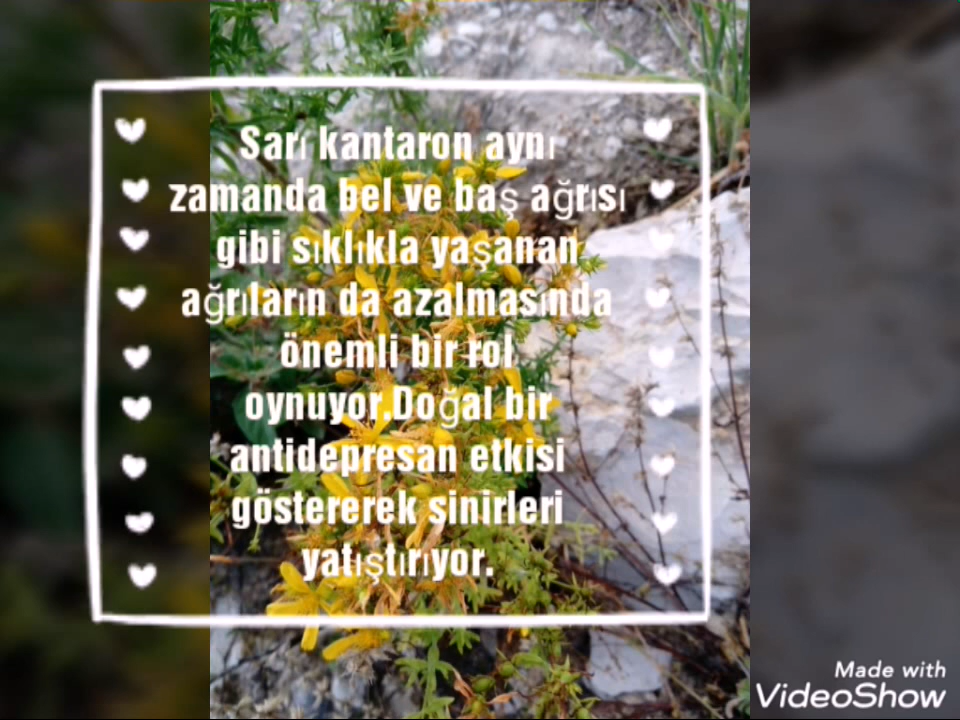 Sarı kantaron aynı
zamanda bel ve baş ağrısı
gibi sıklıkla yaşanan
ağrıların da azalmasında
önemli bir rol
oynuyor.Doğal bir
antidepresan etkisi
göstererek sinirleri
yatıştırıyor.
Made with
VideoShow